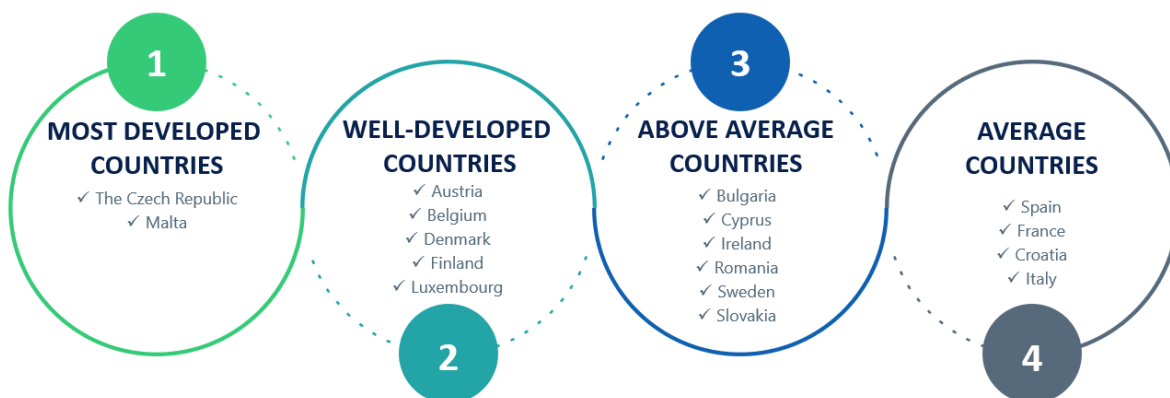 1
MOST DEVELOPED
COUNTRIES
✓ The Czech Republic
✓ Malta
WELL-DEVELOPED
COUNTRIES
✓ Austria
✓ Belgium
✓ Denmark
✓ Finland
✓ Luxembourg
2
3
ABOVE AVERAGE
COUNTRIES
✓ Bulgaria
✓ Cyprus
✓ Ireland
✓ Romania
✓ Sweden
✓ Slovakia
AVERAGE
COUNTRIES
✓ Spain
✓ France
✓ Croatia
✓ Italy
4